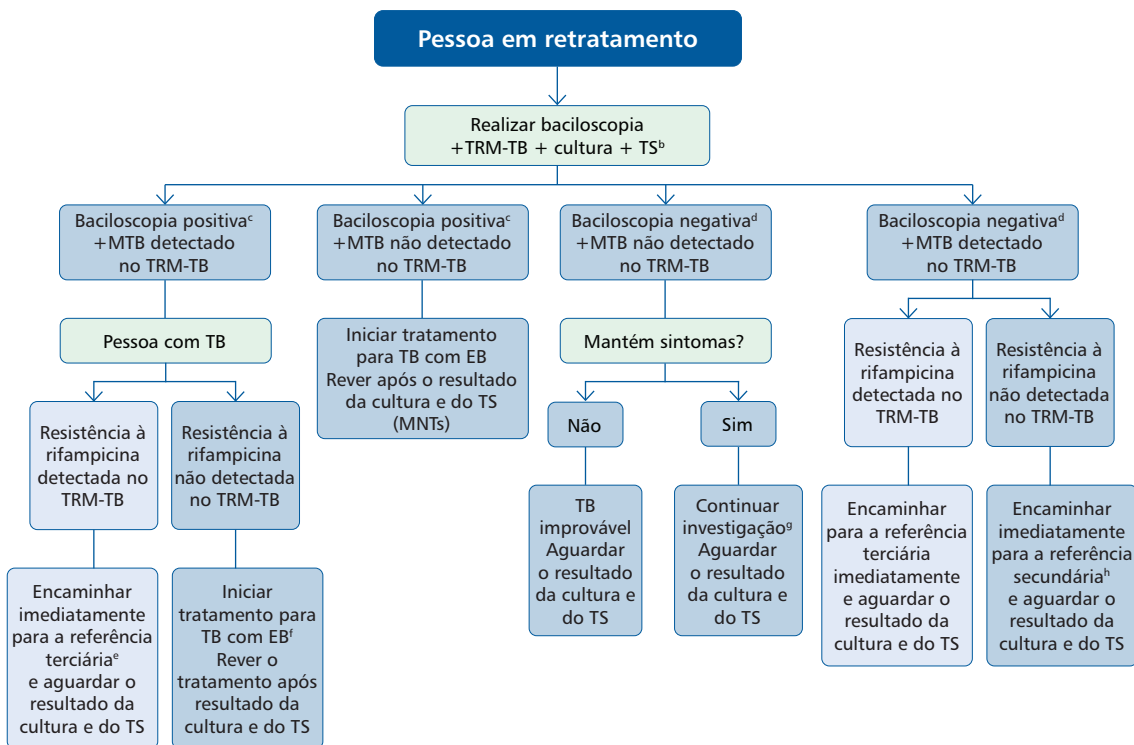 Pessoa em retratamento
Realizar baciloscopia
+TRM-TB + cultura + TSᵇ
Baciloscopia positivaᶜ
+MTB detectado
no TRM-TB
Baciloscopia positivaᶜ
+MTB não detectado
no TRM-TB
Baciloscopia negativaᵈ
+MTB não detectado
no TRM-TB
Baciloscopia negativaᵈ
+MTB detectado
no TRM-TB
Pessoa com TB
Iniciar tratamento
para TB com EB
Rever após o resultado
da cultura e do TS
(MNTs)
Mantém sintomas?
Resistência à
rifampicina
detectada no
TRM-TB
Resistência à
rifampicina
não detectada
no TRM-TB
Não
Sim
Resistência à
rifampicina
detectada no
TRM-TB
Resistência à
rifampicina
não detectada
no TRM-TB
Encaminhar
imediatamente
para a referência
terciáriaᵉ
e aguardar o
resultado da
cultura e do TS
Iniciar
tratamento para
TB com EBᶠ
Rever o
tratamento após
resultado da
cultura e do TS
TB
improvável
Aguardar
o resultado
da cultura e
do TS
Continuar
investigaçãoᵍ
Aguardar
o resultado
da cultura e
do TS
Encaminhar
para a referência
terciária
imediatamente
e aguardar o
resultado da
cultura e do TS
Encaminhar
imediatamente
para a referência
secundáriaʰ
e aguardar o
resultado da
cultura e do TS